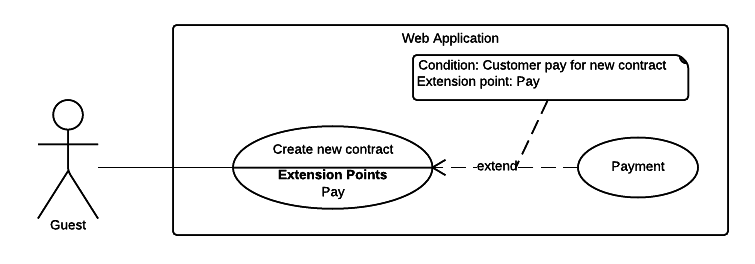 Web Application
Condition: Customer pay for new contract
Extension point: Pay
Create new contract
Extension Points
Pay
extend
Payment
Guest